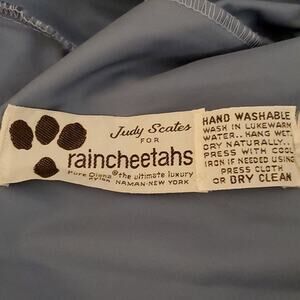 Judy Scates
FOR
raincheetahs
Pure Qiana® the ultimate luxury
NYLON NAMAN·NEW YORK
HAND WASHABLE
WASH IN LUKEWARM
WATER.. HANG WET.
DRY NATURALLY..
PRESS WITH COOL
IRON IF NEEDED USING
PRESS CLOTH
or DRY CLEAN